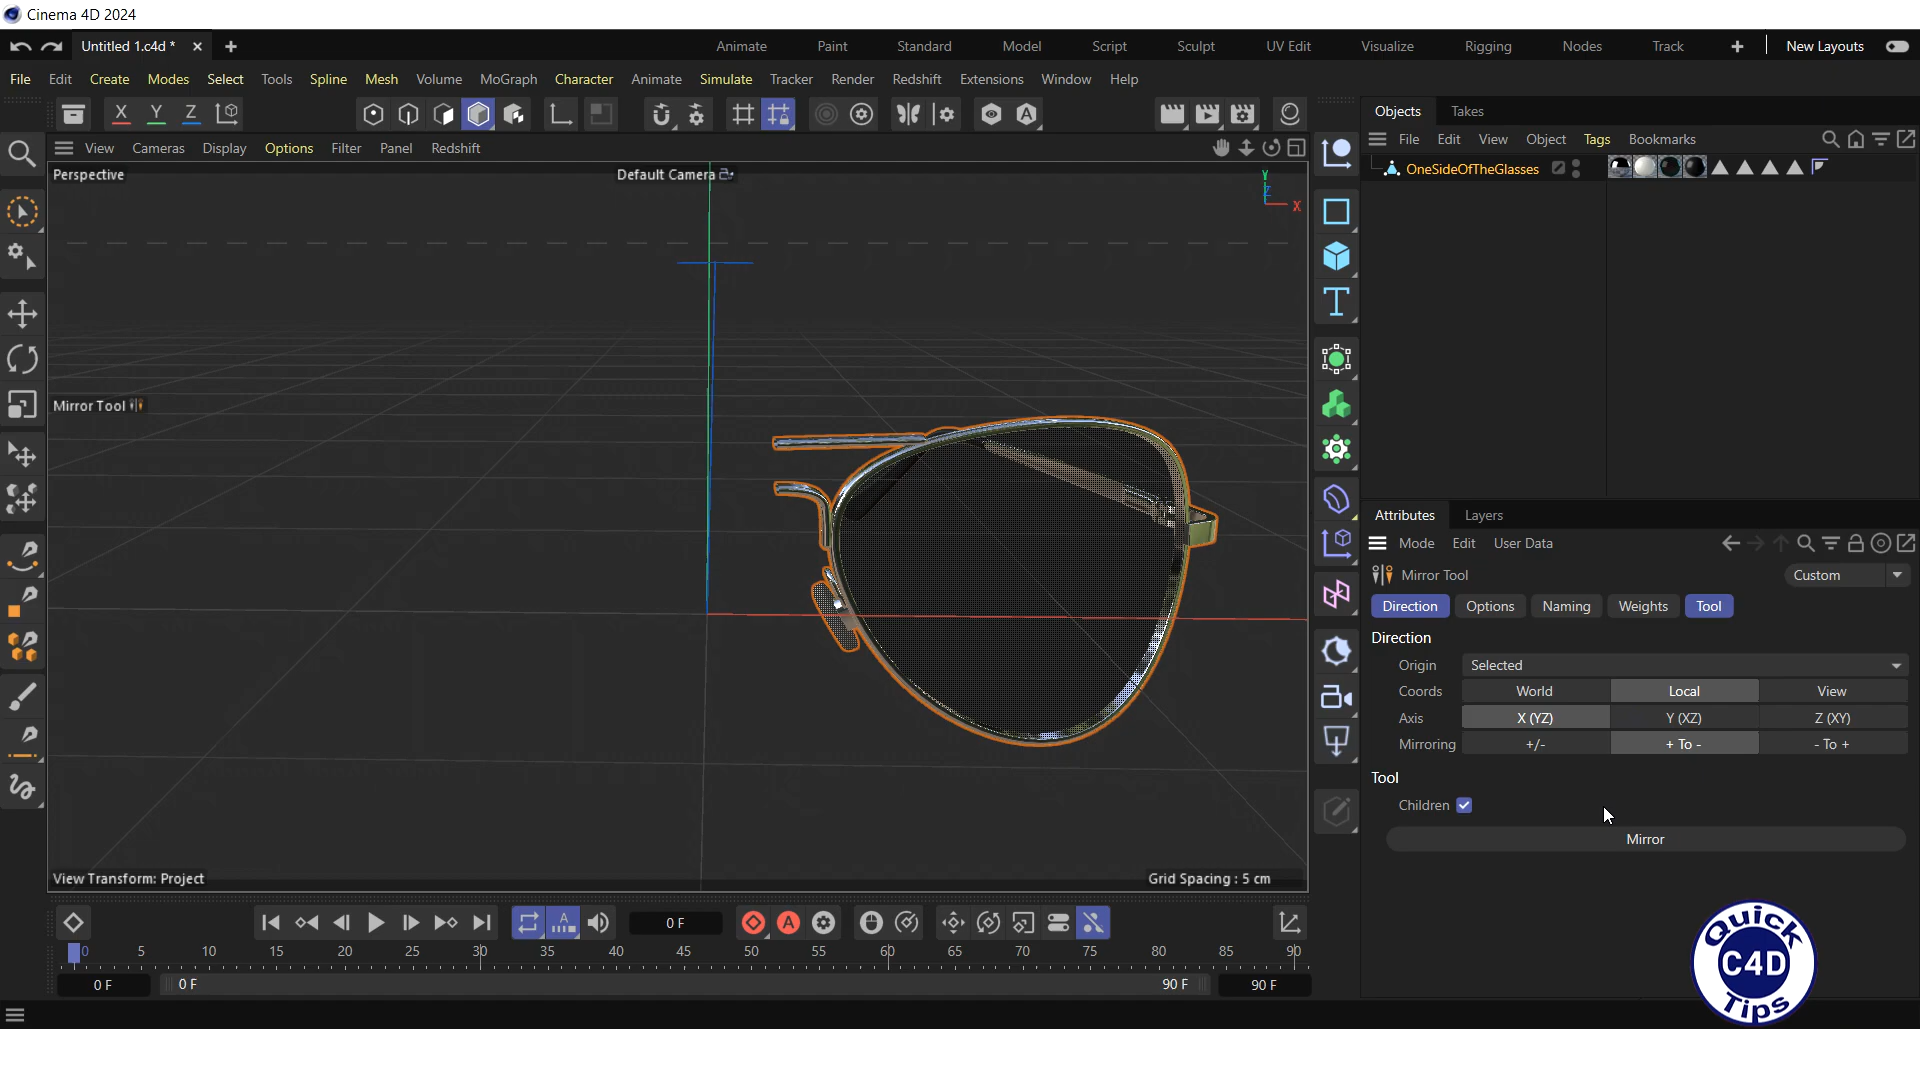 Cinema 4D 2024
Untitled 1.c4d *
Animate Paint Standard Model Script Sculpt UV Edit Visualize Rigging Nodes Track New Layouts
File Edit Create Modes Select Tools Spline Mesh Volume MoGraph Character Animate Simulate Tracker Render Redshift Extensions Window Help
X Y Z
Objects Takes
File Edit View Object Tags Bookmarks
View Cameras Display Options Filter Panel Redshift
OneSideOfTheGlasses
Perspective
Default Camera
Y
Z
X
Mirror Tool
View Transform: Project
Grid Spacing : 5 cm
Attributes Layers
Mode Edit User Data
Mirror Tool
Custom
Direction Options Naming Weights Tool
Direction
Origin Selected
Coords World Local View
Axis X (YZ) Y (XZ) Z (XY)
Mirroring +/- + To - - To +
Tool
Children
Mirror
0 F
0 5 10 15 20 25 30 35 40 45 50 55 60 65 70 75 80 85 90
0 F 0 F 90 F 90 F
Quick
C4D
Tips